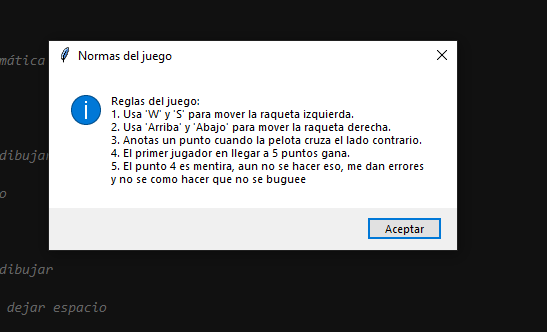 Normas del juego
mática
Reglas del juego:
1. Usa 'W' y 'S' para mover la raqueta izquierda.
2. Usa 'Arriba' y 'Abajo' para mover la raqueta derecha.
3. Anotas un punto cuando la pelota cruza el lado contrario.
4. El primer jugador en llegar a 5 puntos gana.
dibujar
5. El punto 4 es mentira, aun no se hacer eso, me dan errores
y no se como hacer que no se buguee
o
Aceptar
dibujar
dejar espacio